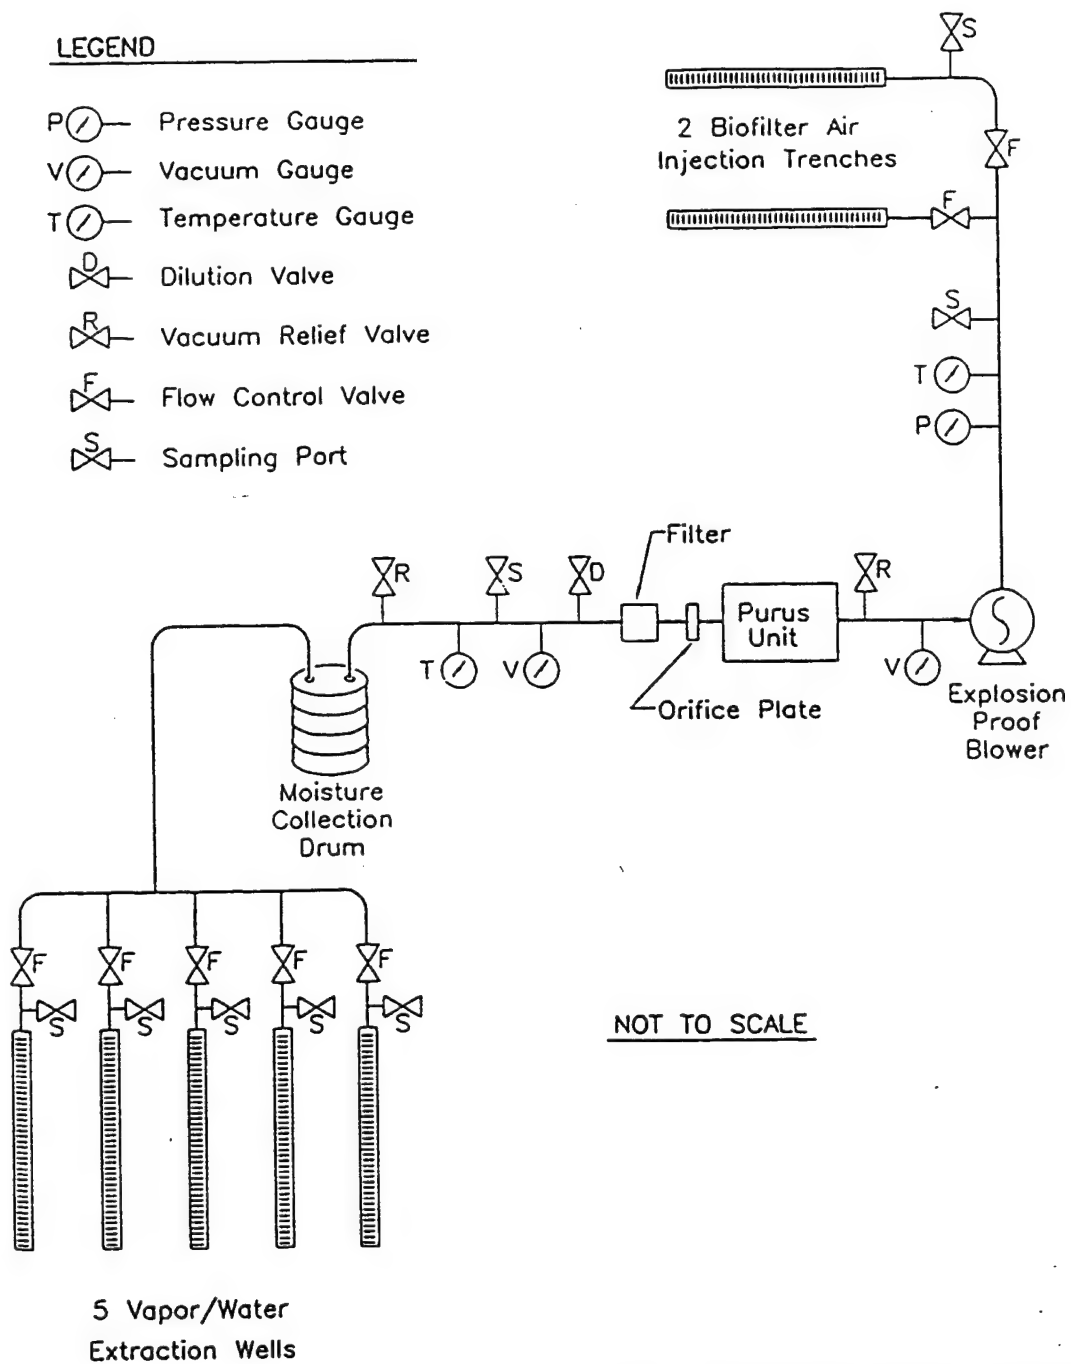 LEGEND
P Pressure Gauge
V Vacuum Gauge
T Temperature Gauge
D Dilution Valve
R Vacuum Relief Valve
F Flow Control Valve
S Sampling Port
S
2 Biofilter Air
Injection Trenches
F
F
S
T
P
Filter
R
S
D
Purus
Unit
R
T
V
Orifice Plate
V
Explosion
Proof
Blower
Moisture
Collection
Drum
F F F F F
S S S S S
NOT TO SCALE
5 Vapor/Water
Extraction Wells